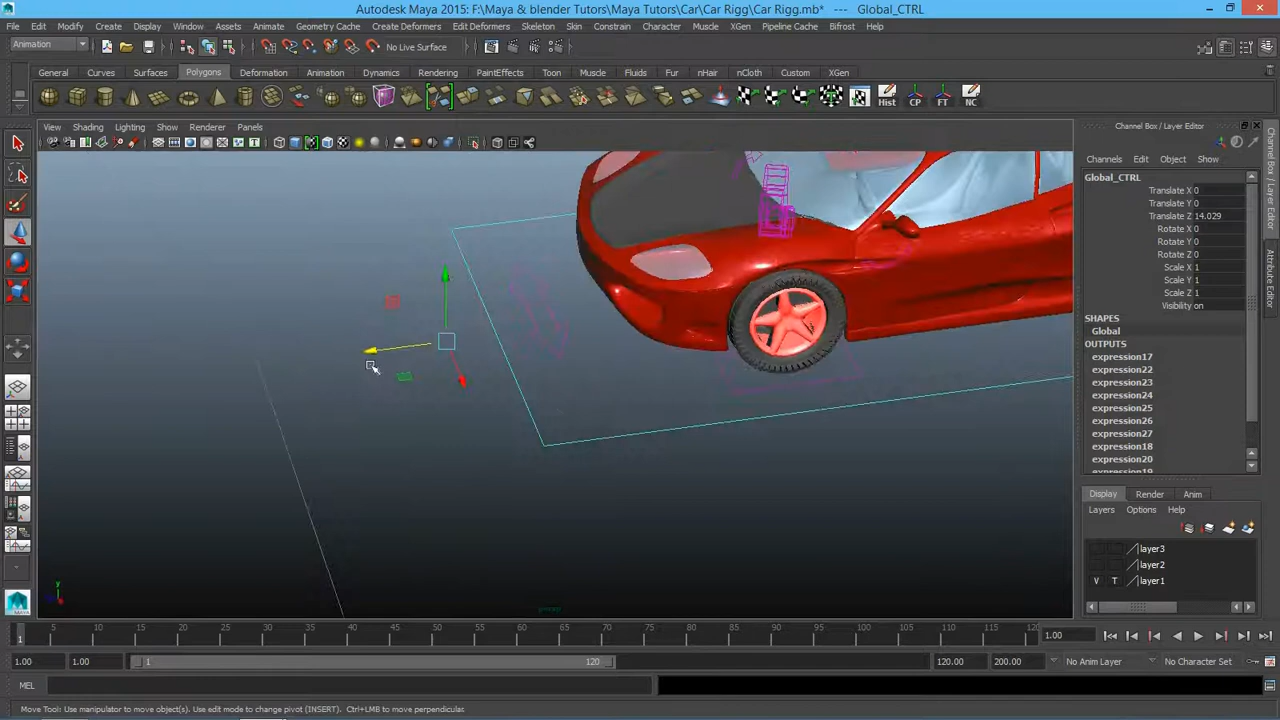 Autodesk Maya 2015: F:\Maya & blender Tutors\Maya Tutors\Car\Car Rigg\Car Rigg.mb* --- Global_CTRL
File Edit Modify Create Display Window Assets Animate Geometry Cache Create Deformers Edit Deformers Skeleton Skin Constrain Character Muscle XGen Pipeline Cache Bifrost Help
Animation No Live Surface
General Curves Surfaces Polygons Deformation Animation Dynamics Rendering PaintEffects Toon Muscle Fluids Fur nHair nCloth Custom XGen
Hist CP FT NC
View Shading Lighting Show Renderer Panels
Channel Box / Layer Editor
Channels Edit Object Show
Global_CTRL
Translate X 0
Translate Y 0
Translate Z 14.029
Rotate X 0
Rotate Y 0
Rotate Z 0
Scale X 1
Scale Y 1
Scale Z 1
Visibility on
SHAPES
Global
OUTPUTS
expression17
expression22
expression23
expression24
expression25
expression26
expression27
expression18
expression20
expression19
Channel Box / Layer Editor
Attribute Editor
Display Render Anim
Layers Options Help
layer3
layer2
V T layer1
y
persp
MAYA
5 10 15 20 25 30 35 40 45 50 55 60 65 70 75 80 85 90 95 100 105 110 115 120
1 1.00
1.00 1.00 1 120 120.00 200.00 No Anim Layer No Character Set
MEL
Move Tool: Use manipulator to move object(s). Use edit mode to change pivot (INSERT). Ctrl+LMB to move perpendicular.